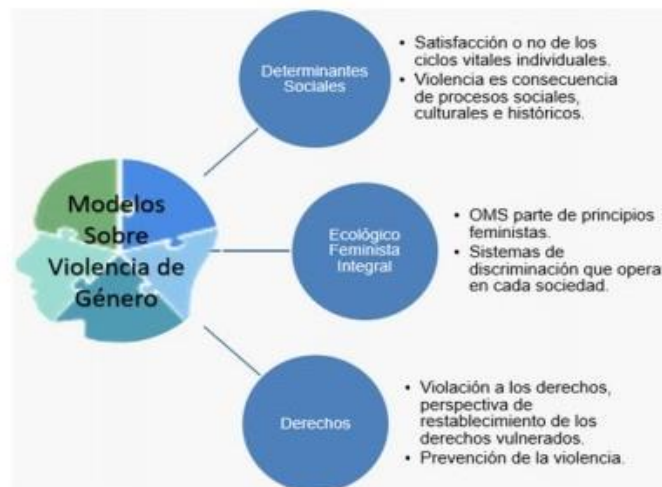 Modelos
Sobre
Violencia de
Género
Determinantes
Sociales
• Satisfacción o no de los
ciclos vitales individuales.
• Violencia es consecuencia
de procesos sociales,
culturales e históricos.
Ecológico
Feminista
Integral
• OMS parte de principios
feministas.
• Sistemas de
discriminación que opera
en cada sociedad.
Derechos
• Violación a los derechos,
perspectiva de
restablecimiento de los
derechos vulnerados.
• Prevención de la violencia.